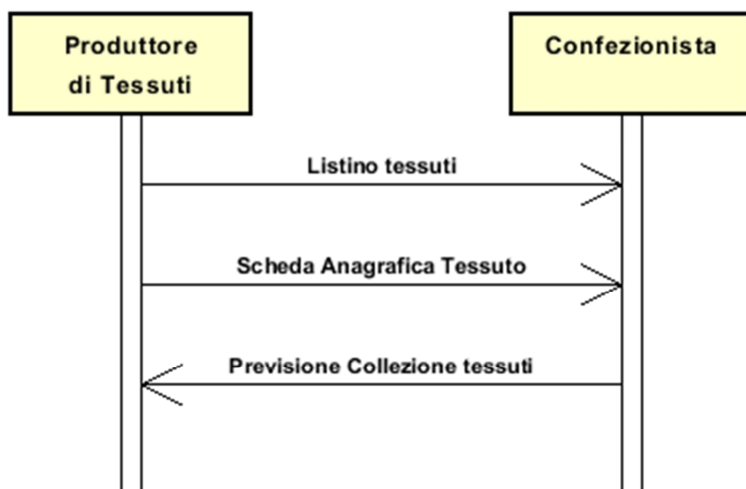 Produttore
di Tessuti
Confezionista
Listino tessuti
Scheda Anagrafica Tessuto
Previsione Collezione tessuti